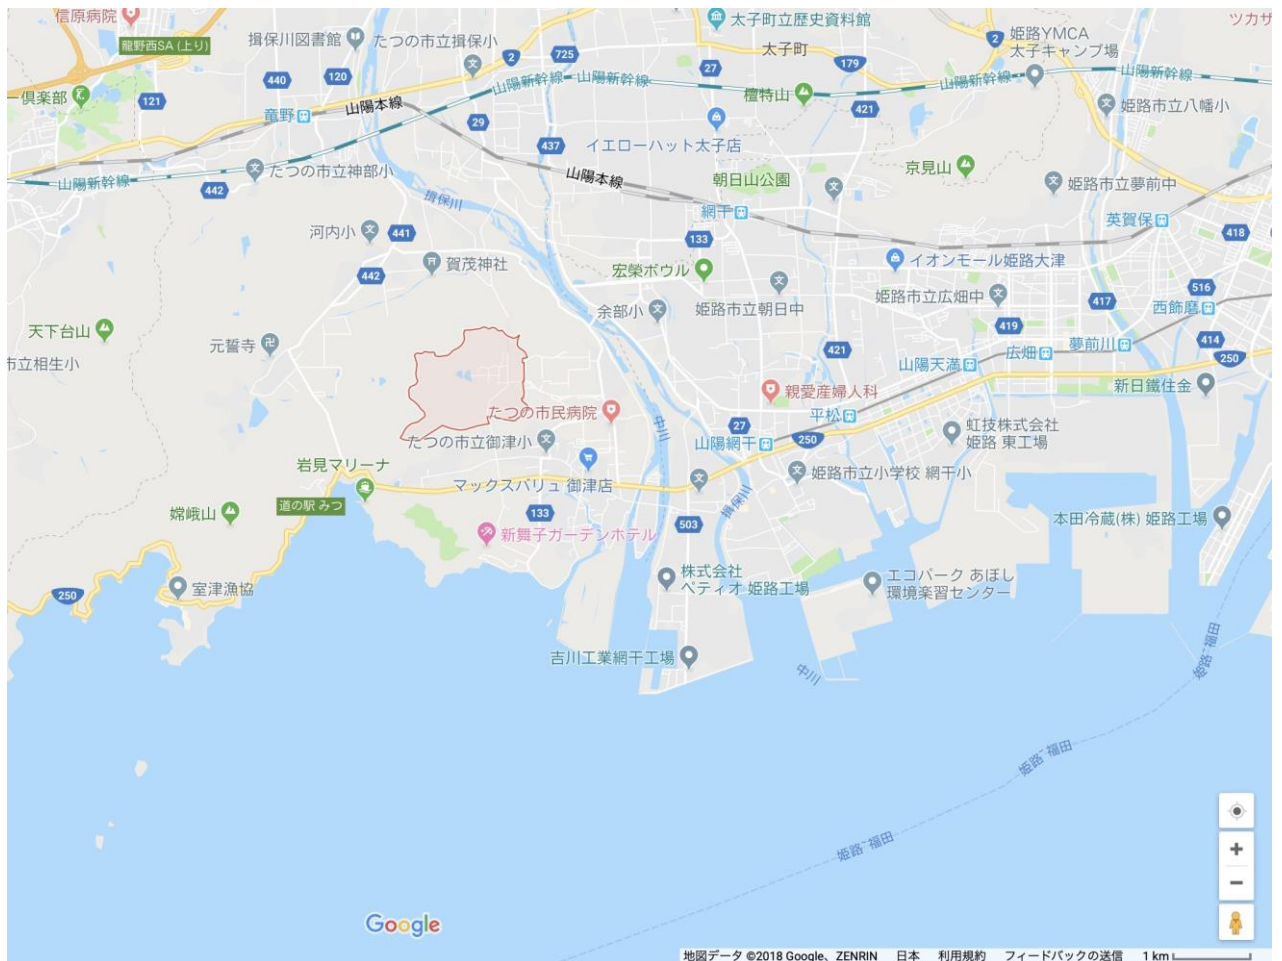 信原病院
龍野西SA (上り)
揖保川図書館
たつの市立揖保小
2
725
27
太子町立歴史資料館
太子町
179
2
姫路YMCA
太子キャンプ場
ツカザ
山陽新幹線
山陽新幹線
山陽新幹線
山陽新幹線
倶楽部
121
440
120
竜野
山陽本線
29
437
檀特山
421
姫路市立八幡小
イエローハット太子店
山陽新幹線
442
たつの市立神部小
揖保川
山陽本線
朝日山公園
京見山
姫路市立夢前中
網干
英賀保
河内小
441
133
418
442
賀茂神社
宏榮ボウル
イオンモール姫路大津
姫路市立朝日中
姫路市立広畑中
417
516
西飾磨
余部小
天下台山
元誓寺
419
市立相生小
421
山陽天満
広畑
夢前川
414
250
新日鐵住金
親愛産婦人科
たつの市民病院
平松
27
中川
たつの市立御津小
山陽網干
250
虹技株式会社
姫路 東工場
岩見マリーナ
マックスバリュ 御津店
姫路市立小学校 網干小
道の駅 みつ
揖保川
嫦峨山
133
503
新舞子ガーデンホテル
本田冷蔵(株) 姫路工場
250
室津漁協
株式会社
ペティオ 姫路工場
エコパーク あぼし
環境楽習センター
吉川工業網干工場
中川
姫路-福田
姫路-福田
姫路-福田
Google
地図データ ©2018 Google、ZENRIN 日本 利用規約 フィードバックの送信 1 km